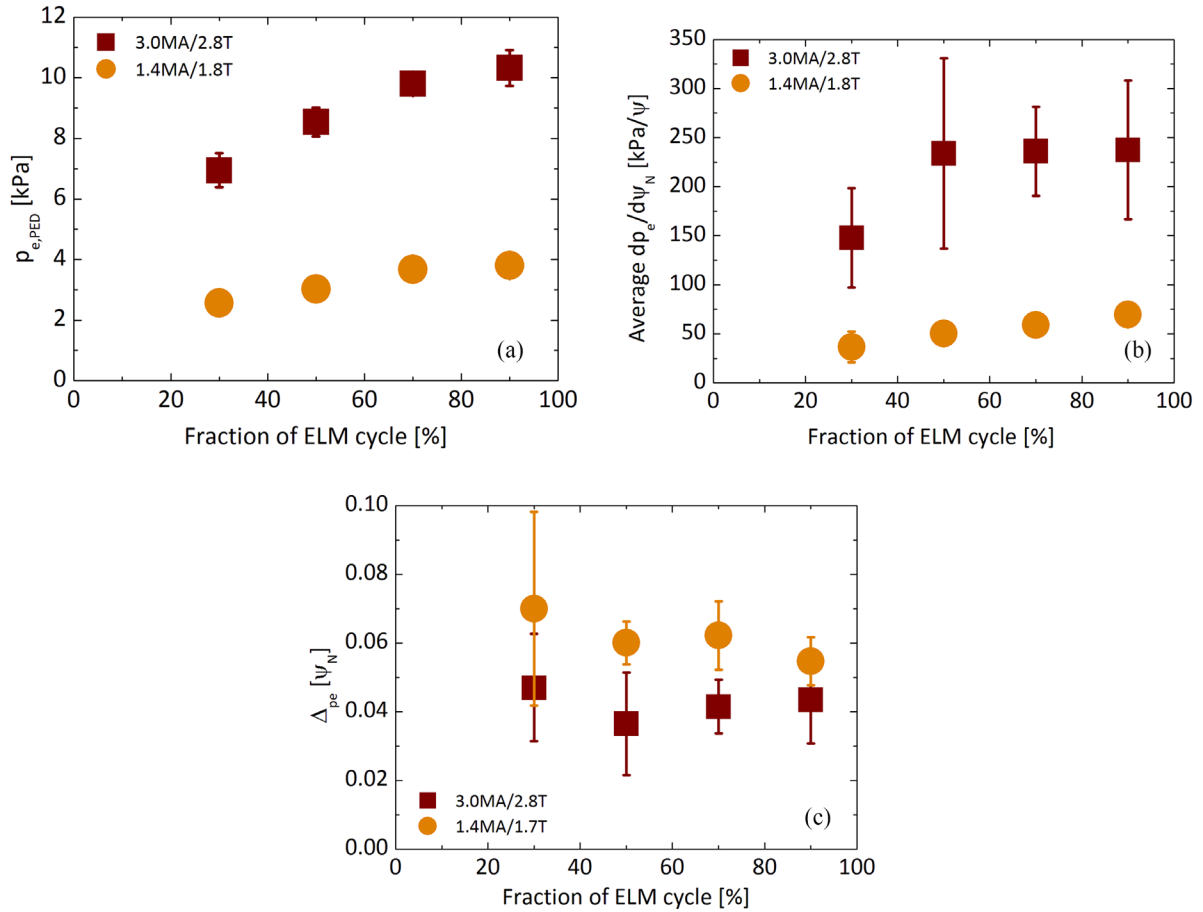 12
10
8
6
4
2
0
p_e,PED [kPa]
3.0MA/2.8T
1.4MA/1.8T
(a)
0 20 40 60 80 100
Fraction of ELM cycle [%]
350
300
250
200
150
100
50
0
Average dp_e/dψ_N [kPa/ψ]
3.0MA/2.8T
1.4MA/1.8T
(b)
0 20 40 60 80 100
Fraction of ELM cycle [%]
0.10
0.08
0.06
0.04
0.02
0.00
Δ_pe [ψ_N]
3.0MA/2.8T
1.4MA/1.7T
(c)
0 20 40 60 80 100
Fraction of ELM cycle [%]